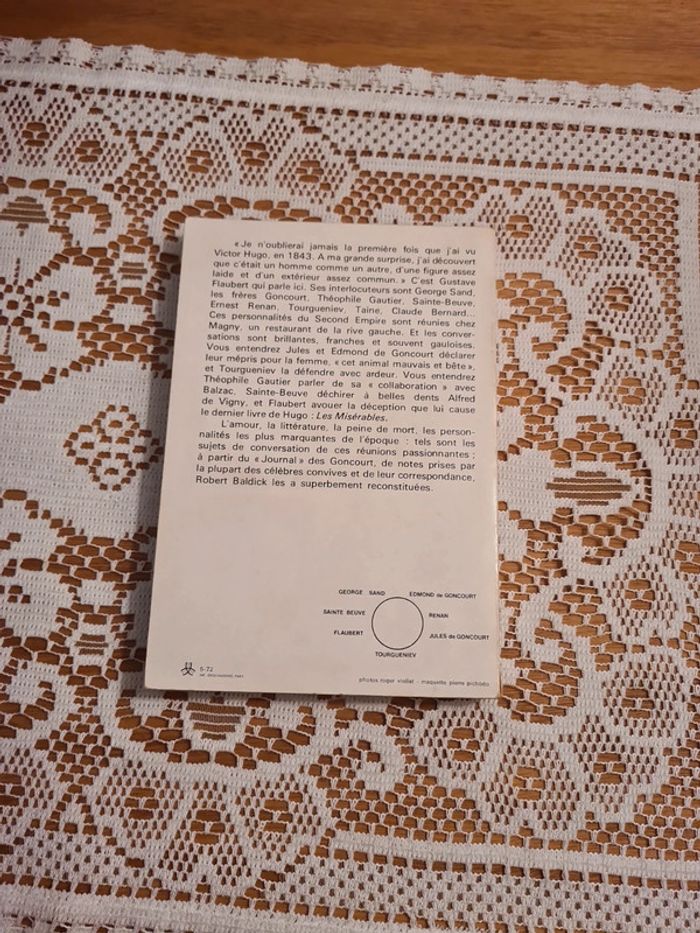 « Je n'oublierai jamais la première fois que j'ai vu
Victor Hugo, en 1843. A ma grande surprise, j'ai découvert
que c'était un homme comme un autre, d'une figure assez
laide et d'un extérieur assez commun. » C'est Gustave
Flaubert qui parle ici. Ses interlocuteurs sont George Sand,
les frères Goncourt, Théophile Gautier, Sainte-Beuve,
Ernest Renan, Tourgueniev, Taine, Claude Bernard...
Ces personnalités du Second Empire sont réunies chez
Magny, un restaurant de la rive gauche. Et les conver-
sations sont brillantes, franches et souvent gauloises.
Vous entendrez Jules et Edmond de Goncourt déclarer
leur mépris pour la femme, « cet animal mauvais et bête »,
et Tourgueniev la défendre avec ardeur. Vous entendrez
Théophile Gautier parler de sa « collaboration » avec
Balzac, Sainte-Beuve déchirer à belles dents Alfred
de Vigny, et Flaubert avouer la déception que lui cause
le dernier livre de Hugo : Les Misérables.
L'amour, la littérature, la peine de mort, les person-
nalités les plus marquantes de l'époque : tels sont les
sujets de conversation de ces réunions passionnantes ;
à partir du « Journal » des Goncourt, de notes prises par
la plupart des célèbres convives et de leur correspondance,
Robert Baldick les a superbement reconstituées.
GEORGE SAND EDMOND de GONCOURT
SAINTE BEUVE RENAN
FLAUBERT JULES de GONCOURT
TOURGUENIEV
5-72
photos roger viollet - maquette pierre pichodo